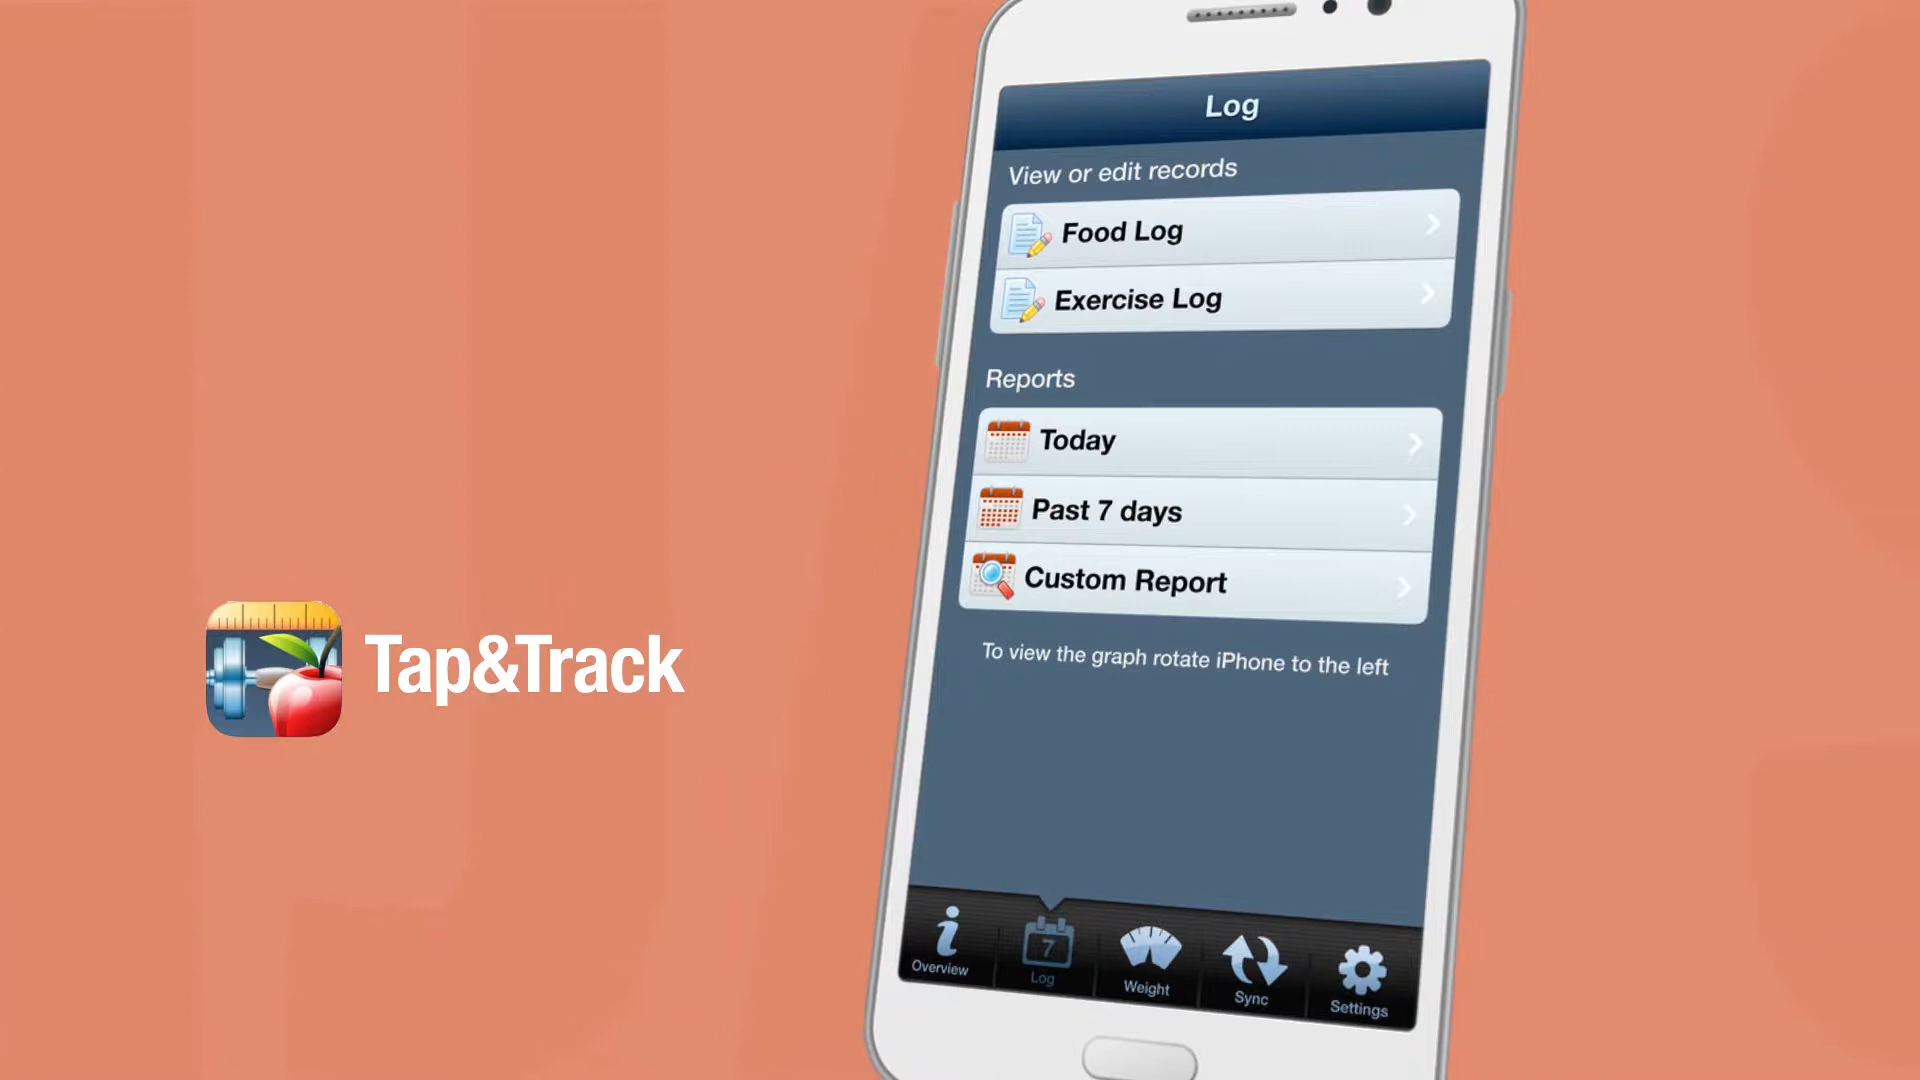 Log
View or edit records
Food Log
Exercise Log
Reports
Today
Past 7 days
Custom Report
To view the graph rotate iPhone to the left
Tap&Track
7
Overview
Log
Weight
Sync
Settings